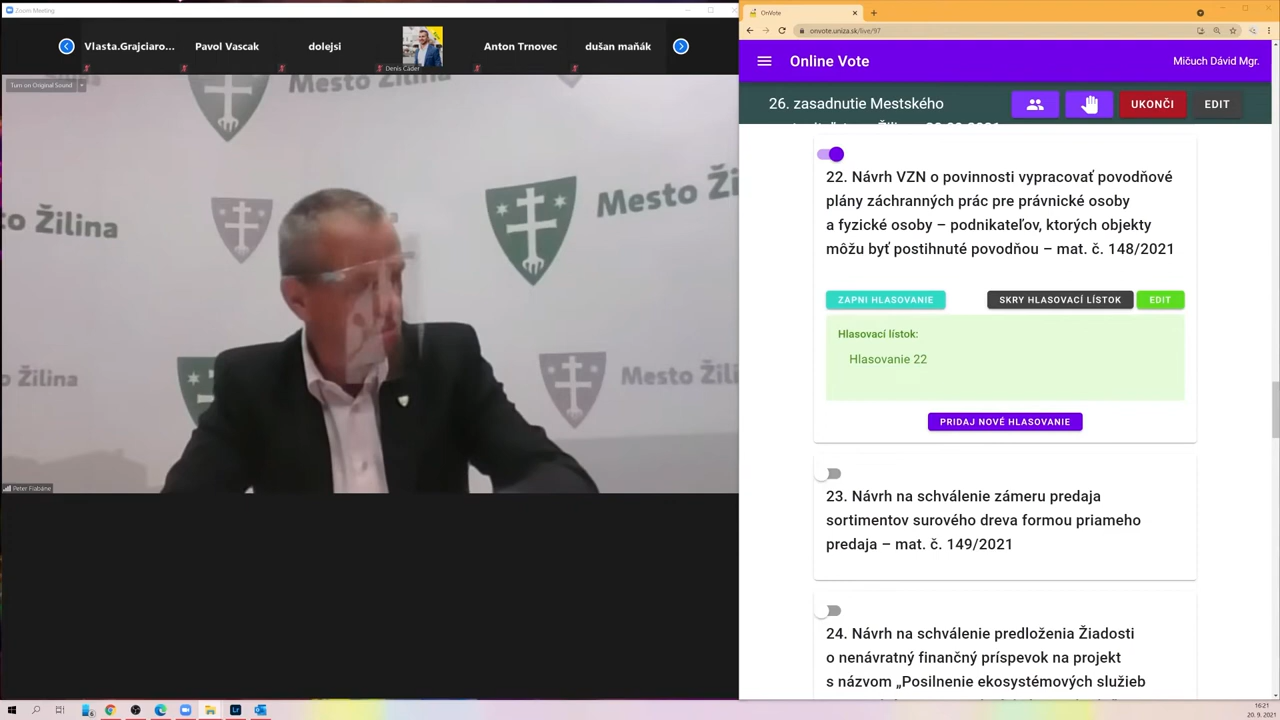 Zoom Meeting
Vlasta.Grajciaro...
Pavol Vascak
dolejsi
Denis Cáder
Anton Trnovec
dušan maňák
Turn on Original Sound
Mesto Žilina
to Žilina
Mesto Ži
sto Žilina
Mesto Žil
Peter Fiabáne
OnVote
onvote.uniza.sk/live/97
Online Vote
Mičuch Dávid Mgr.
26. zasadnutie Mestského
UKONČI
EDIT
22. Návrh VZN o povinnosti vypracovať povodňové
plány záchranných prác pre právnické osoby
a fyzické osoby – podnikateľov, ktorých objekty
môžu byť postihnuté povodňou – mat. č. 148/2021
ZAPNI HLASOVANIE
SKRY HLASOVACÍ LÍSTOK
EDIT
Hlasovací lístok:
Hlasovanie 22
PRIDAJ NOVÉ HLASOVANIE
23. Návrh na schválenie zámeru predaja
sortimentov surového dreva formou priameho
predaja – mat. č. 149/2021
24. Návrh na schválenie predloženia Žiadosti
o nenávratný finančný príspevok na projekt
s názvom „Posilnenie ekosystémových služieb
16:21
20. 9. 2021